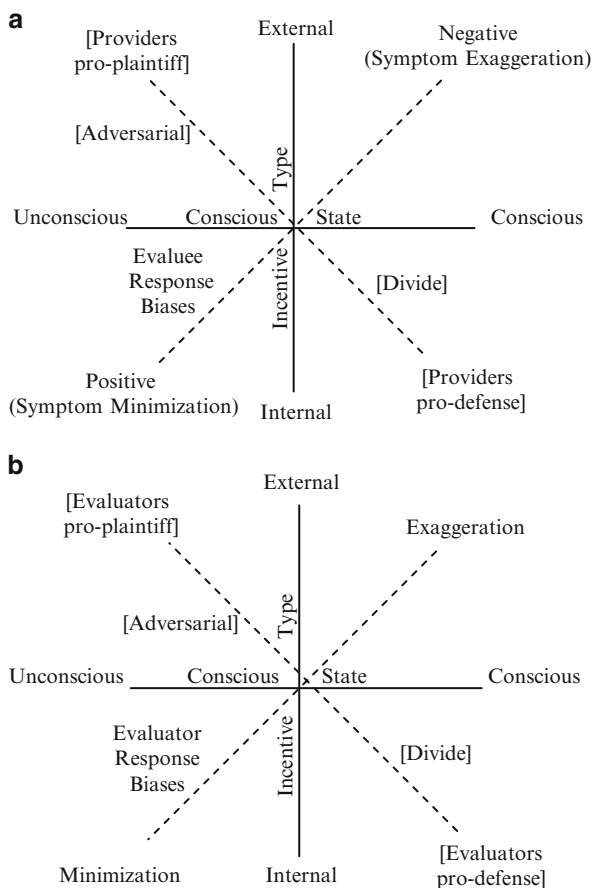 a
External
[Providers
pro-plaintiff]
Negative
(Symptom Exaggeration)
[Adversarial]
Type
Unconscious
Conscious
State
Conscious
Evaluee
Response
Biases
Incentive
[Divide]
Positive
(Symptom Minimization)
[Providers
pro-defense]
Internal
b
External
[Evaluators
pro-plaintiff]
Exaggeration
[Adversarial]
Type
Unconscious
Conscious
State
Conscious
Evaluator
Response
Biases
Incentive
[Divide]
Minimization
Internal
[Evaluators
pro-defense]